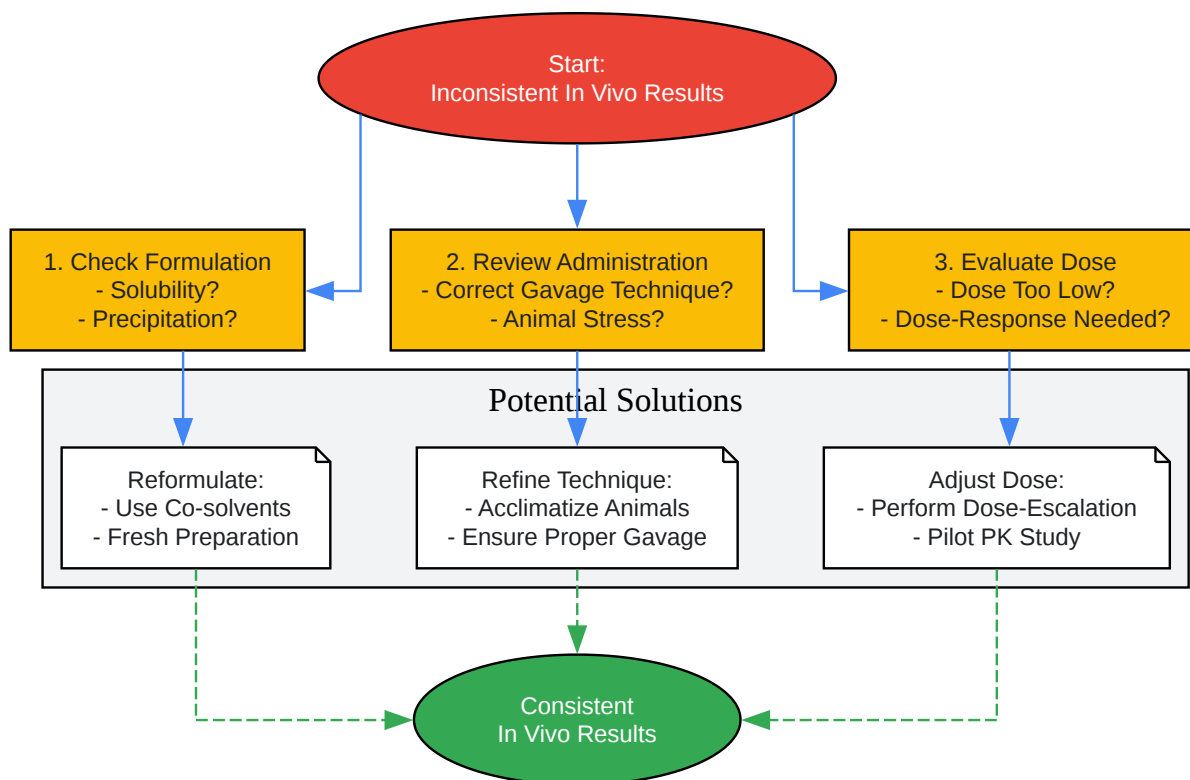 Start:
Inconsistent In Vivo Results
1. Check Formulation
- Solubility?
- Precipitation?
2. Review Administration
- Correct Gavage Technique?
- Animal Stress?
3. Evaluate Dose
- Dose Too Low?
- Dose-Response Needed?
Potential Solutions
Reformulate:
- Use Co-solvents
- Fresh Preparation
Refine Technique:
- Acclimatize Animals
- Ensure Proper Gavage
Adjust Dose:
- Perform Dose-Escalation
- Pilot PK Study
Consistent
In Vivo Results